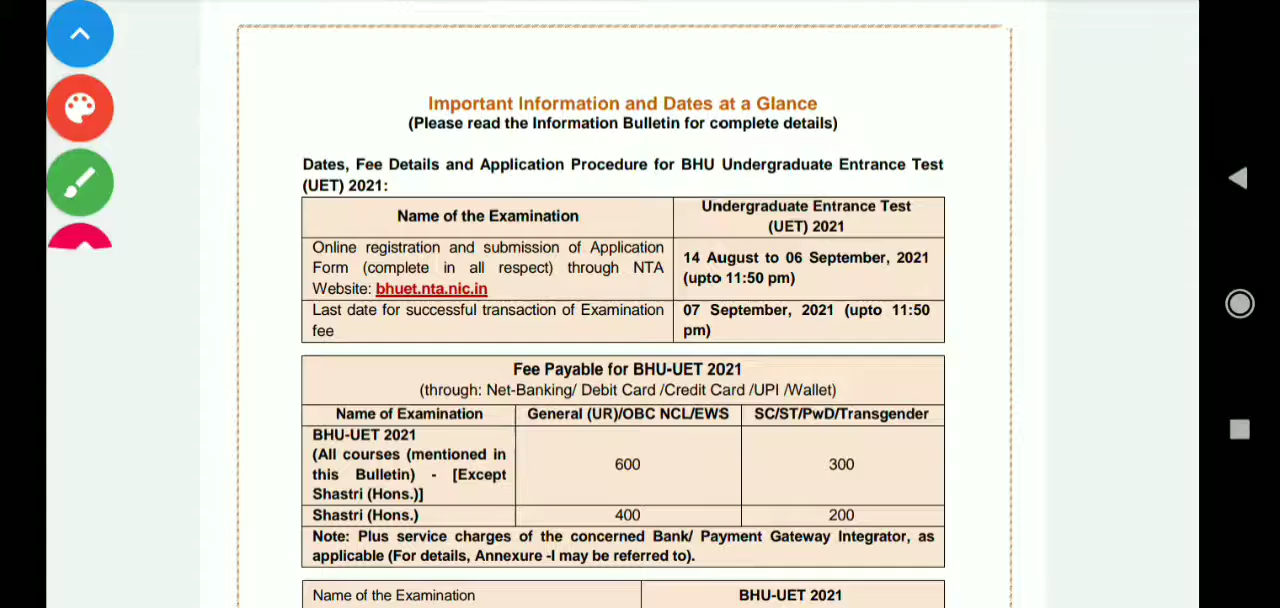 Important Information and Dates at a Glance
(Please read the Information Bulletin for complete details)
Dates, Fee Details and Application Procedure for BHU Undergraduate Entrance Test
(UET) 2021:
Name of the Examination
Undergraduate Entrance Test
(UET) 2021
Online registration and submission of Application
Form (complete in all respect) through NTA
Website: bhuet.nta.nic.in
14 August to 06 September, 2021
(upto 11:50 pm)
Last date for successful transaction of Examination
fee
07 September, 2021 (upto 11:50
pm)
Fee Payable for BHU-UET 2021
(through: Net-Banking/ Debit Card /Credit Card /UPI /Wallet)
Name of Examination
General (UR)/OBC NCL/EWS
SC/ST/PwD/Transgender
BHU-UET 2021
(All courses (mentioned in
this Bulletin) - [Except
Shastri (Hons.)]
600
300
Shastri (Hons.)
400
200
Note: Plus service charges of the concerned Bank/ Payment Gateway Integrator, as
applicable (For details, Annexure -I may be referred to).
Name of the Examination
BHU-UET 2021